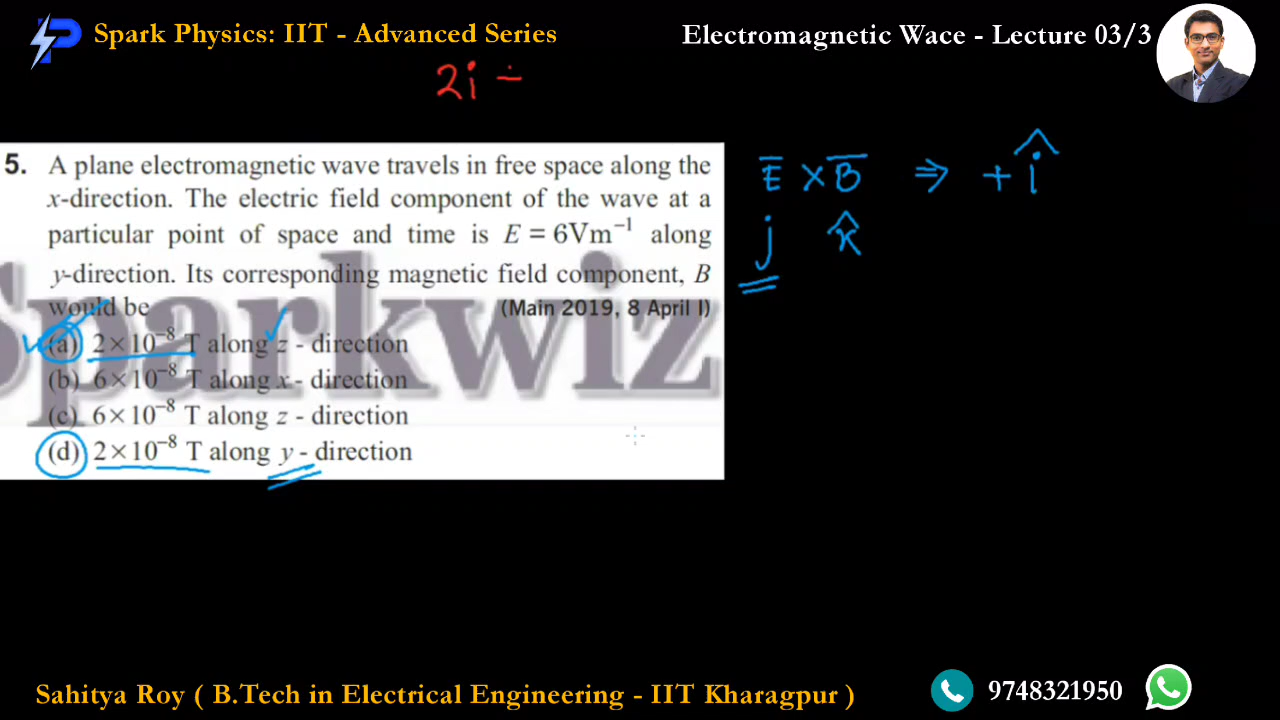 Spark Physics: IIT - Advanced Series
Electromagnetic Wace - Lecture 03/3
2i ÷
5. A plane electromagnetic wave travels in free space along the
x-direction. The electric field component of the wave at a
particular point of space and time is E = 6Vm⁻¹ along
y-direction. Its corresponding magnetic field component, B
would be (Main 2019, 8 April I)
(a) 2×10⁻⁸ T along z - direction
(b) 6×10⁻⁸ T along x - direction
(c) 6×10⁻⁸ T along z - direction
(d) 2×10⁻⁸ T along y - direction
Sparkwiz
E̅ × B̅ ⇒ + î
j k̂
Sahitya Roy ( B.Tech in Electrical Engineering - IIT Kharagpur )
9748321950